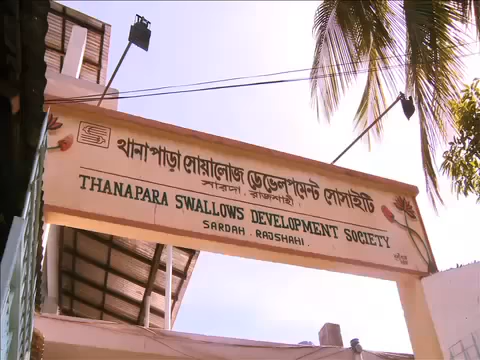 থানাপাড়া সোয়ালোজ ডেভেলপমেন্ট সোসাইটি
সারদা, রাজশাহী।
THANAPARA SWALLOWS DEVELOPMENT SOCIETY
SARDAH . RAJSHAHI.